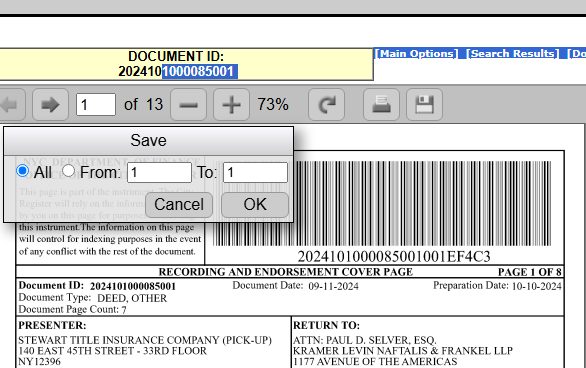 DOCUMENT ID:
2024101000085001
[Main Options] [Search Results] [Do
1 of 13 73%
Save
All From: 1 To: 1
Cancel OK
NYC DEPARTMENT OF FINANCE
This page is part of the instrument. The City
Register will rely on the information
by you on this page for purposes
this instrument.The information on this page
will control for indexing purposes in the event
of any conflict with the rest of the document.
2024101000085001001EF4C3
RECORDING AND ENDORSEMENT COVER PAGE PAGE 1 OF 8
Document ID: 2024101000085001 Document Date: 09-11-2024 Preparation Date: 10-10-2024
Document Type: DEED, OTHER
Document Page Count: 7
PRESENTER:
STEWART TITLE INSURANCE COMPANY (PICK-UP)
140 EAST 45TH STREET - 33RD FLOOR
NY12396
RETURN TO:
ATTN: PAUL D. SELVER, ESQ.
KRAMER LEVIN NAFTALIS & FRANKEL LLP
1177 AVENUE OF THE AMERICAS